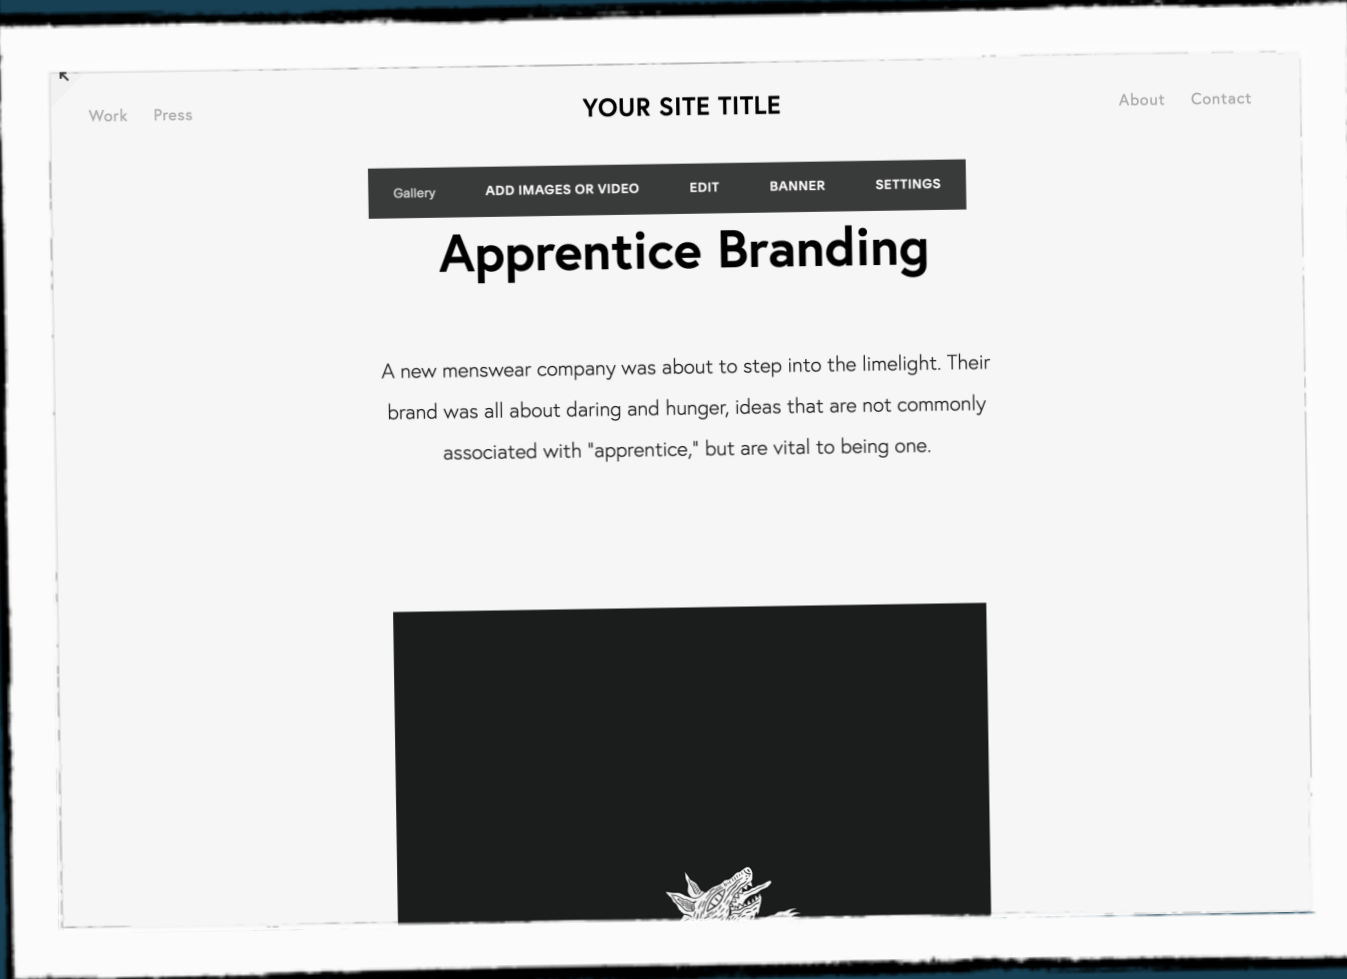 Work Press
YOUR SITE TITLE
About Contact
Gallery ADD IMAGES OR VIDEO EDIT BANNER SETTINGS
Apprentice Branding
A new menswear company was about to step into the limelight. Their
brand was all about daring and hunger, ideas that are not commonly
associated with "apprentice," but are vital to being one.